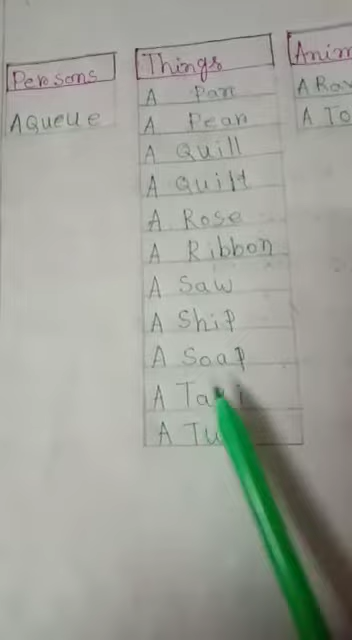 Persons
A Queue
Things
A Pan
A Pear
A Quill
A Quilt
A Rose
A Ribbon
A Saw
A Ship
A Soap
A
A
A
A